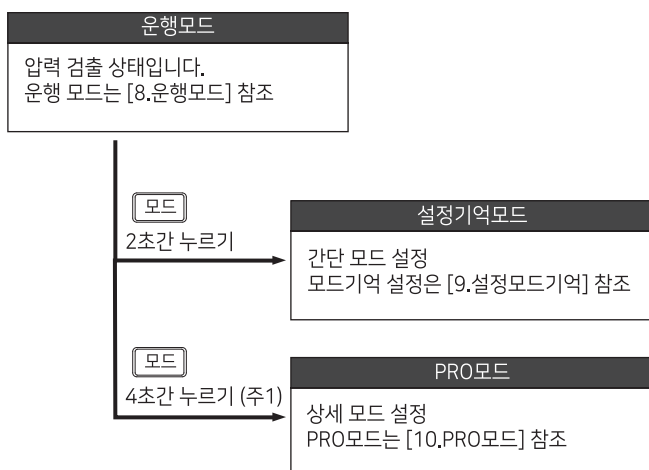 운행모드
압력 검출 상태입니다.
운행 모드는 [8.운행모드] 참조
모드
2초간 누르기
설정기억모드
간단 모드 설정
모드기억 설정은 [9.설정모드기억] 참조
모드
4초간 누르기 (주1)
PRO모드
상세 모드 설정
PRO모드는 [10.PRO모드] 참조